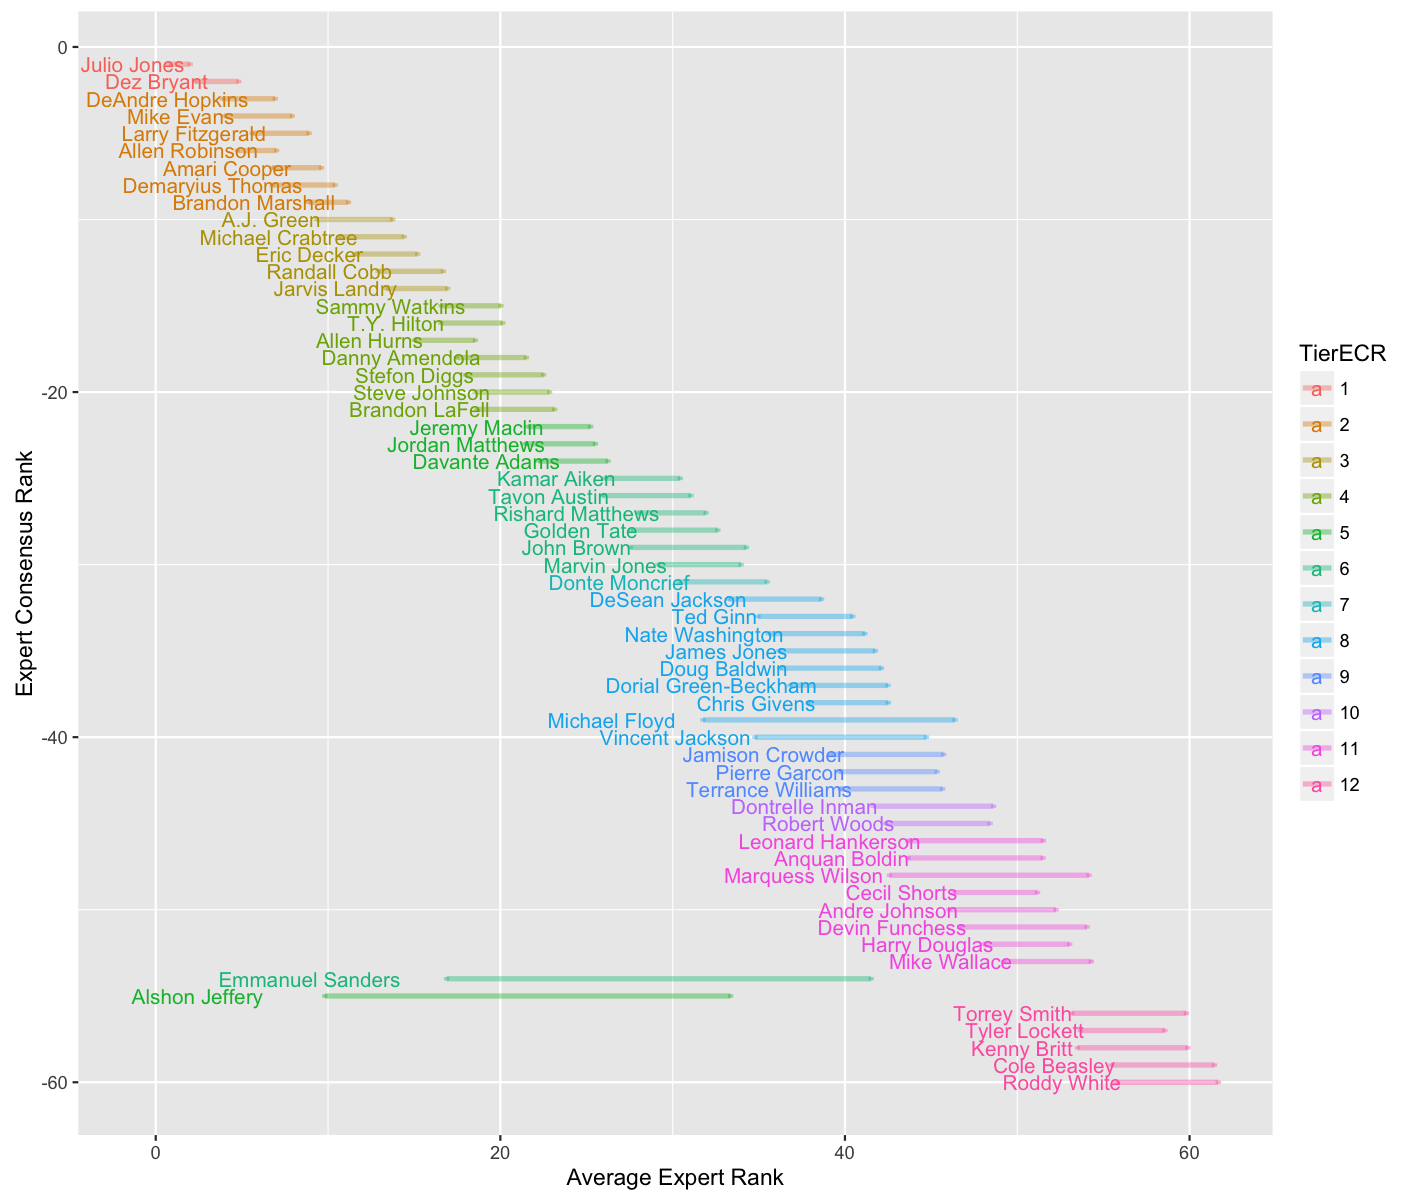 0
Julio Jones
Dez Bryant
DeAndre Hopkins
Mike Evans
Larry Fitzgerald
Allen Robinson
Amari Cooper
Demaryius Thomas
Brandon Marshall
A.J. Green
Michael Crabtree
Eric Decker
Randall Cobb
Jarvis Landry
Sammy Watkins
T.Y. Hilton
Allen Hurns
Danny Amendola
Stefon Diggs
-20
Steve Johnson
Brandon LaFell
Jeremy Maclin
Jordan Matthews
Davante Adams
Kamar Aiken
Tavon Austin
Rishard Matthews
Golden Tate
John Brown
Marvin Jones
Donte Moncrief
DeSean Jackson
Ted Ginn
Nate Washington
James Jones
Doug Baldwin
Dorial Green-Beckham
Chris Givens
Michael Floyd
-40
Vincent Jackson
Jamison Crowder
Pierre Garcon
Terrance Williams
Dontrelle Inman
Robert Woods
Leonard Hankerson
Anquan Boldin
Marquess Wilson
Cecil Shorts
Andre Johnson
Devin Funchess
Harry Douglas
Mike Wallace
Emmanuel Sanders
Alshon Jeffery
Torrey Smith
Tyler Lockett
Kenny Britt
Cole Beasley
-60
Roddy White
0 20 40 60
Average Expert Rank
Expert Consensus Rank
TierECR
a 1
a 2
a 3
a 4
a 5
a 6
a 7
a 8
a 9
a 10
a 11
a 12